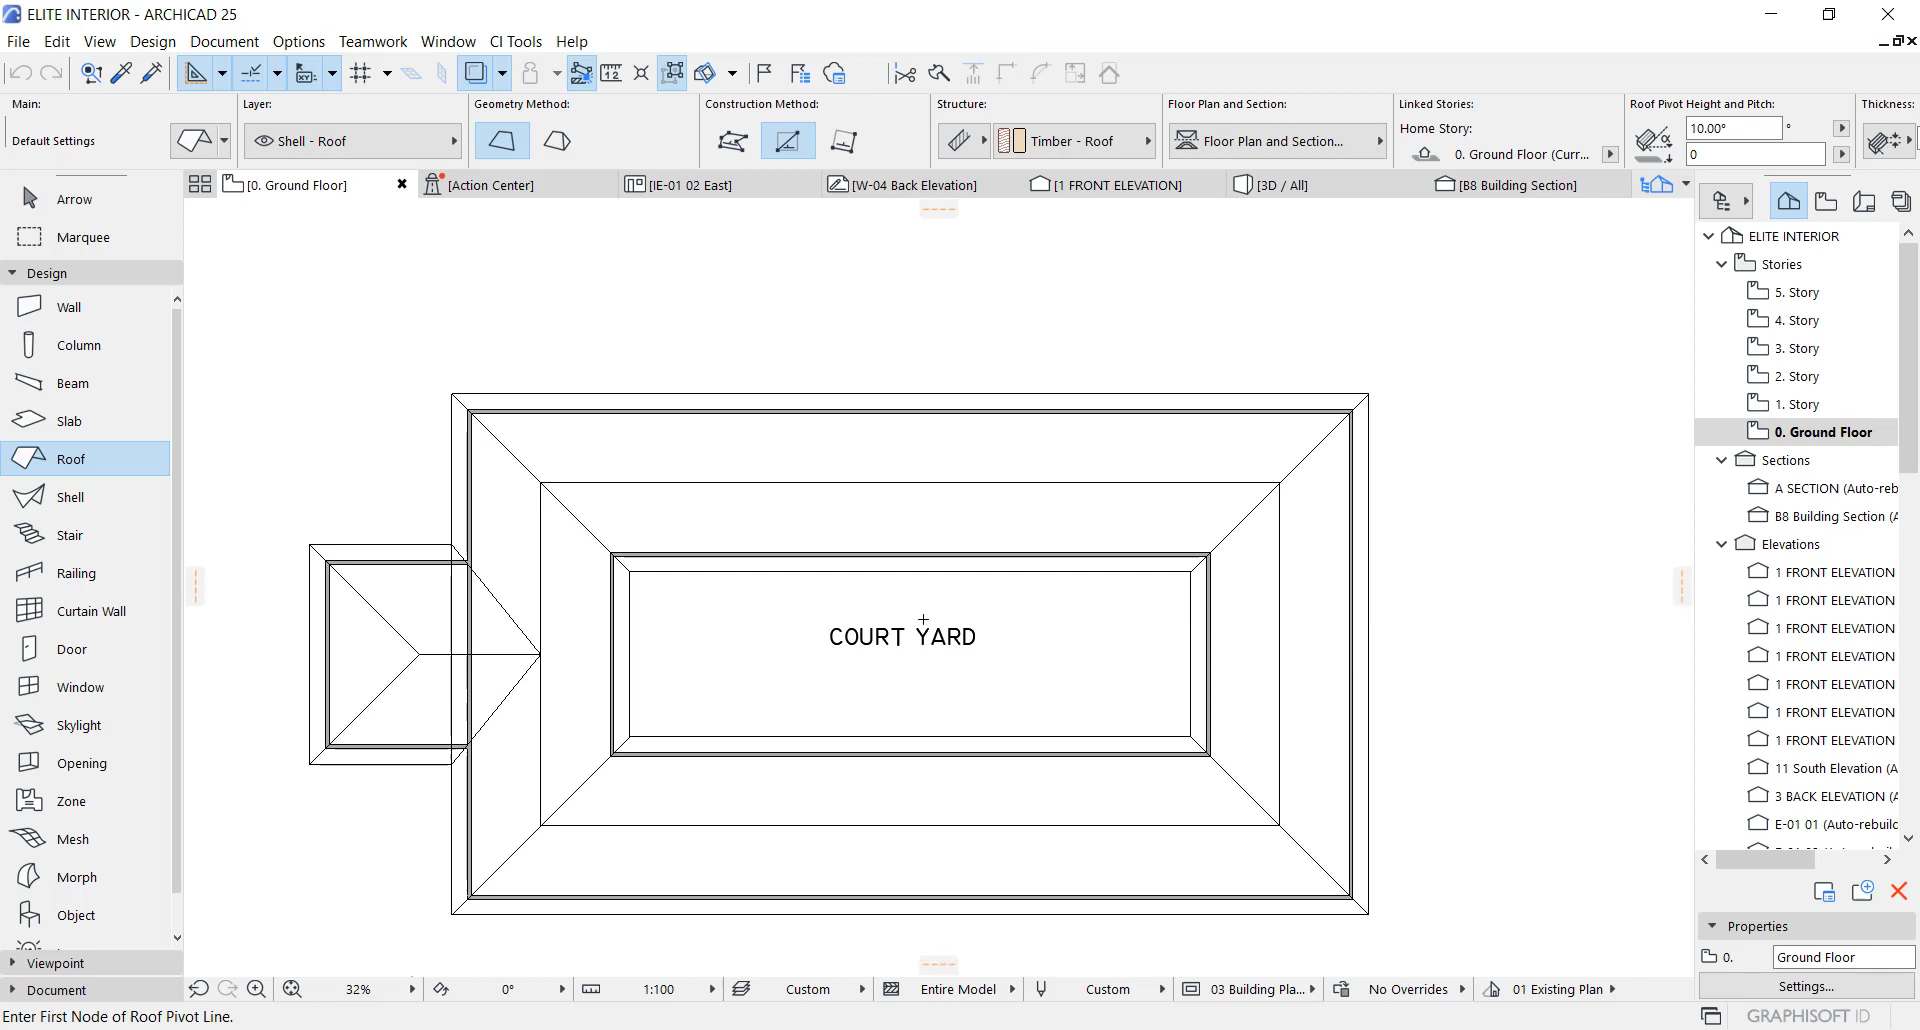 ELITE INTERIOR - ARCHICAD 25
File Edit View Design Document Options Teamwork Window CI Tools Help
Main: Layer: Geometry Method: Construction Method: Structure: Floor Plan and Section: Linked Stories: Roof Pivot Height and Pitch: Thickness:
Home Story: 10.00° °
Default Settings Shell - Roof Timber - Roof Floor Plan and Section... 0. Ground Floor (Curr... 0
[0. Ground Floor] [Action Center] [IE-01 02 East] [W-04 Back Elevation] [1 FRONT ELEVATION] [3D / All] [B8 Building Section]
Arrow
Marquee
Design
Wall
Column
Beam
Slab
Roof
Shell
Stair
Railing
Curtain Wall
Door
Window
Skylight
Opening
Zone
Mesh
Morph
Object
Viewpoint
Document
COURT YARD
ELITE INTERIOR
Stories
5. Story
4. Story
3. Story
2. Story
1. Story
0. Ground Floor
Sections
A SECTION (Auto-reb
B8 Building Section (A
Elevations
1 FRONT ELEVATION
1 FRONT ELEVATION
1 FRONT ELEVATION
1 FRONT ELEVATION
1 FRONT ELEVATION
1 FRONT ELEVATION
1 FRONT ELEVATION
11 South Elevation (A
3 BACK ELEVATION (A
E-01 01 (Auto-rebuild
Properties
0. Ground Floor
Settings...
32% 0° 1:100 Custom Entire Model Custom 03 Building Pla... No Overrides 01 Existing Plan
Enter First Node of Roof Pivot Line.
GRAPHISOFT ID